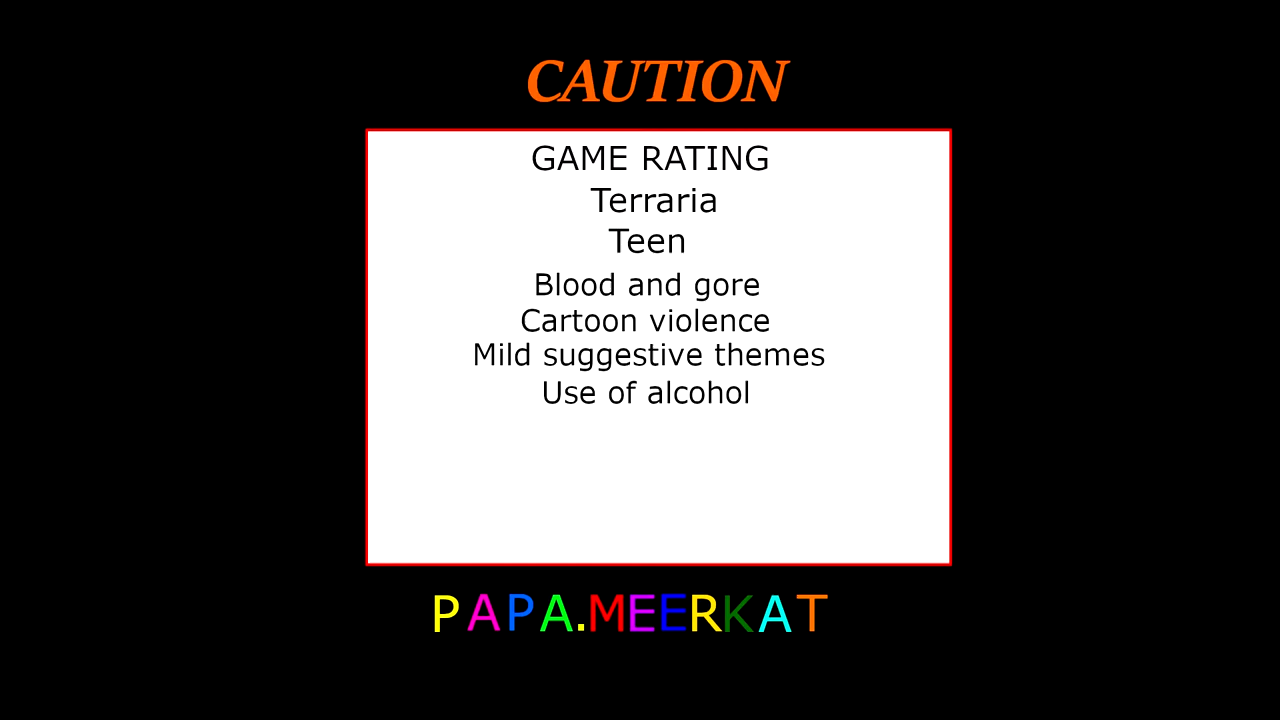 CAUTION
GAME RATING
Terraria
Teen
Blood and gore
Cartoon violence
Mild suggestive themes
Use of alcohol
PAPA.MEERKAT